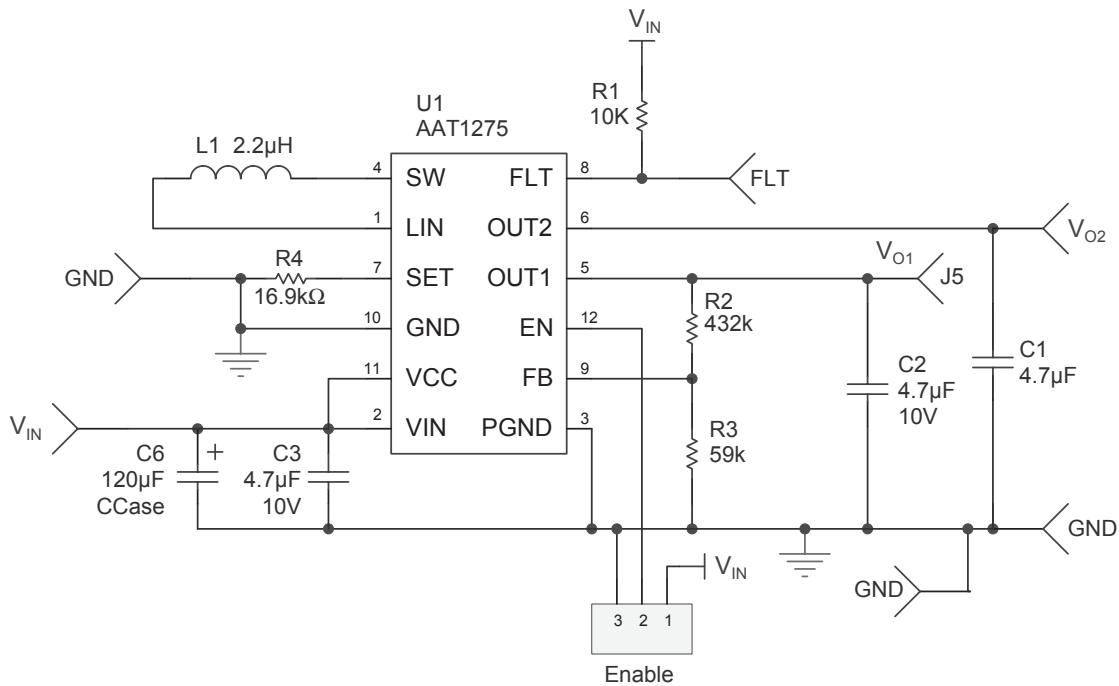 V_IN
R1
10K
U1
AAT1275
L1 2.2µH
4 SW FLT 8
FLT
1 LIN OUT2 6
V_O2
GND
R4
16.9kΩ
7 SET OUT1 5
V_O1
J5
R2
432k
10 GND EN 12
C1
4.7µF
11 VCC FB 9
C2
4.7µF
10V
V_IN
2 VIN PGND 3
R3
59k
C6
120µF
CCase
+
C3
4.7µF
10V
GND
V_IN
GND
3 2 1
Enable